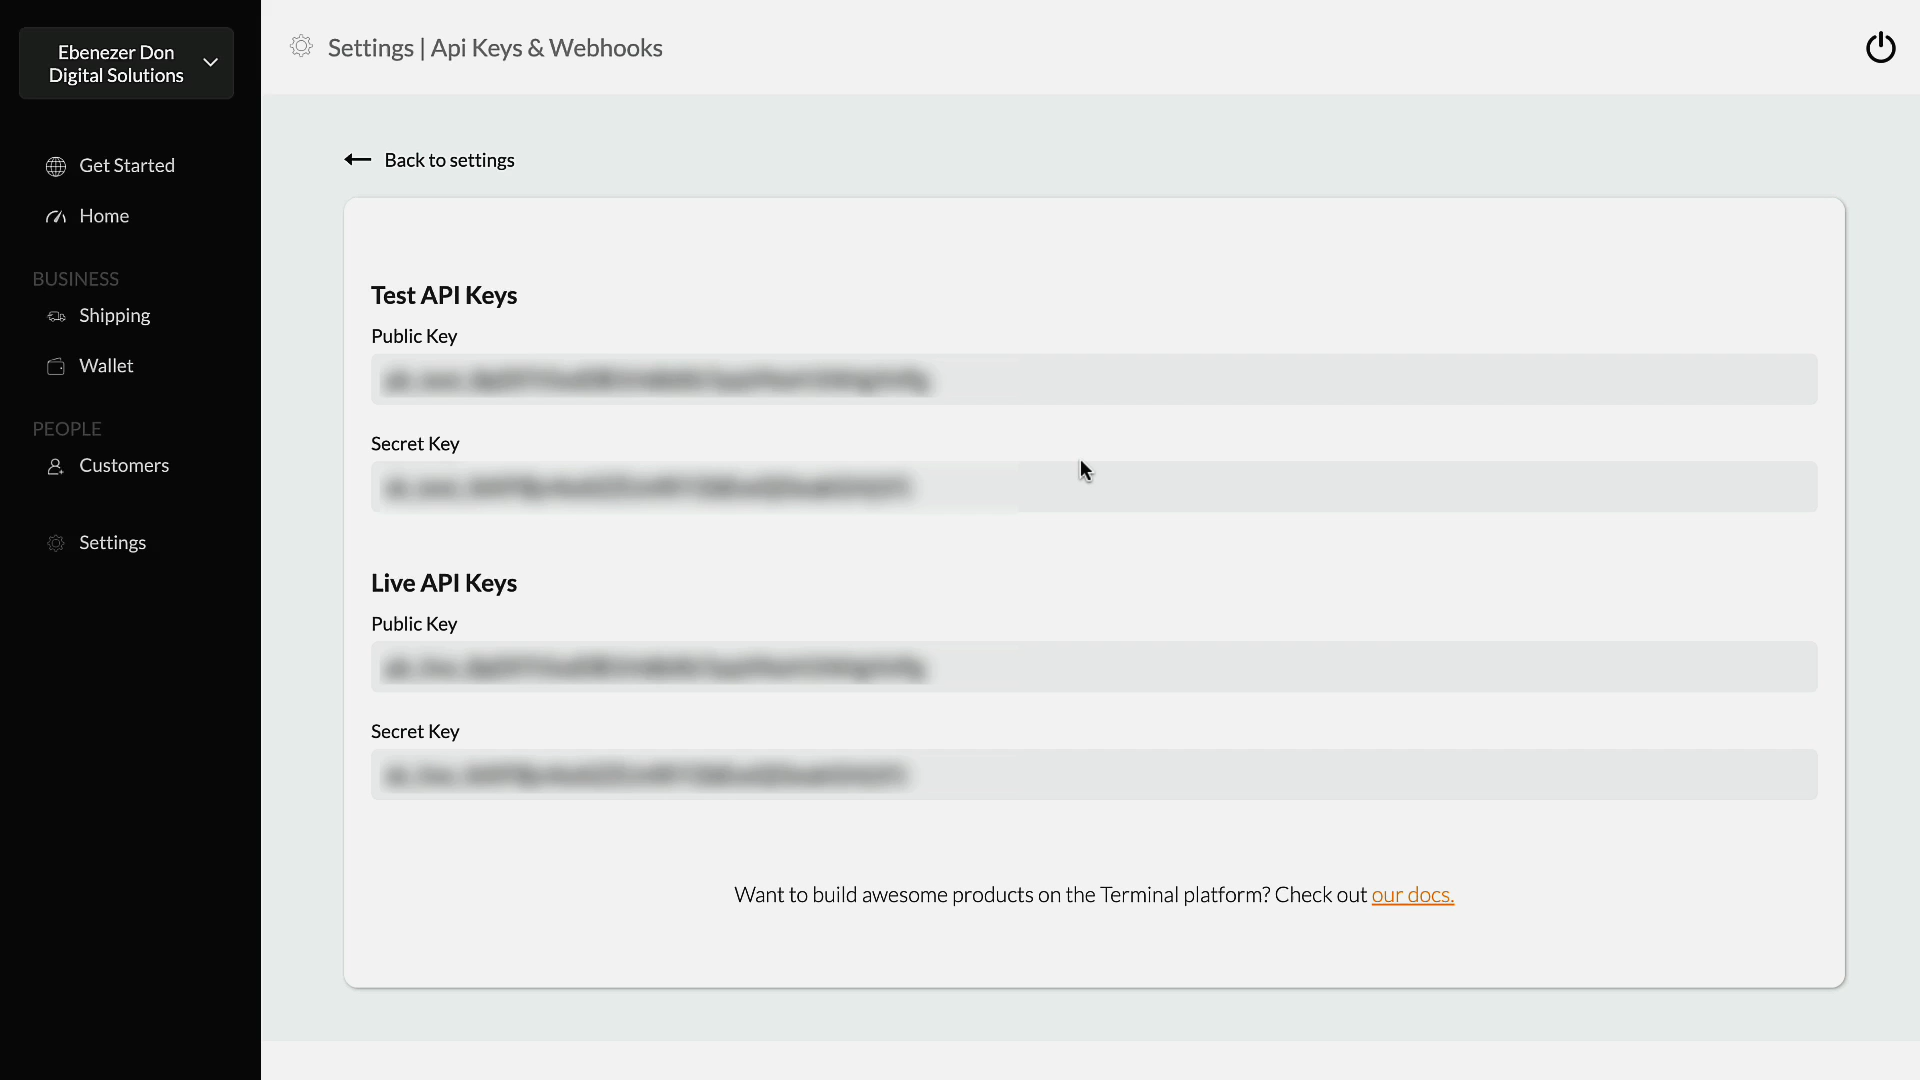 Ebenezer Don
Digital Solutions
Get Started
Home
BUSINESS
Shipping
Wallet
PEOPLE
Customers
Settings
Settings | Api Keys & Webhooks
Back to settings
Test API Keys
Public Key
Secret Key
Live API Keys
Public Key
Secret Key
Want to build awesome products on the Terminal platform? Check out our docs.